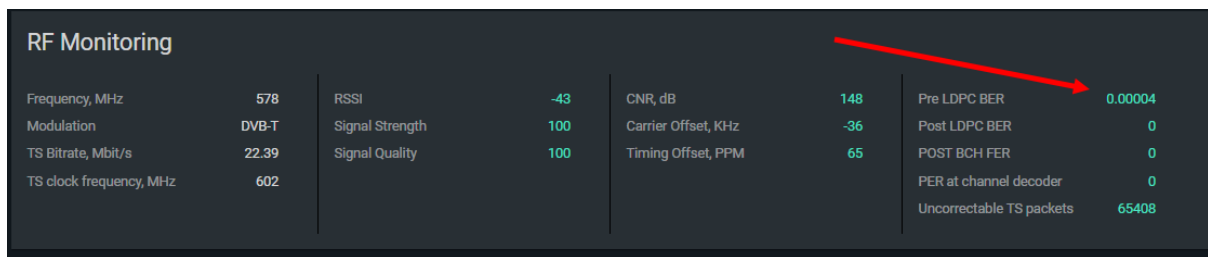 RF Monitoring
Frequency, MHz 578
Modulation DVB-T
TS Bitrate, Mbit/s 22.39
TS clock frequency, MHz 602
RSSI -43
Signal Strength 100
Signal Quality 100
CNR, dB 148
Carrier Offset, KHz -36
Timing Offset, PPM 65
Pre LDPC BER 0.00004
Post LDPC BER 0
POST BCH FER 0
PER at channel decoder 0
Uncorrectable TS packets 65408